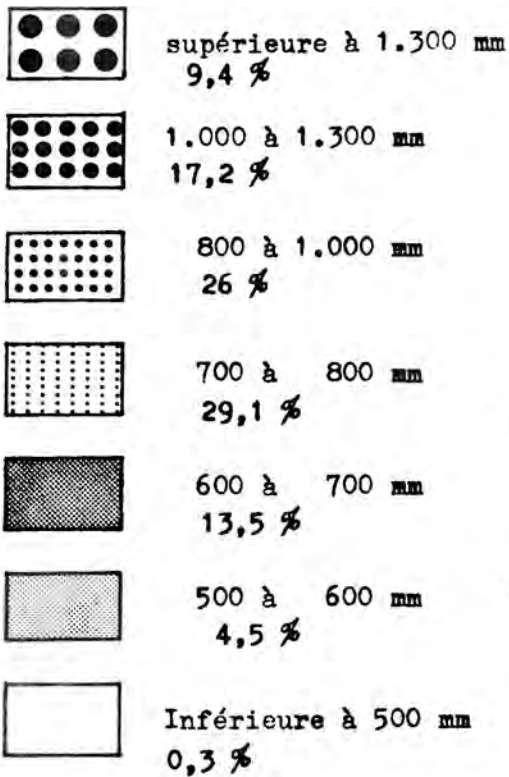 supérieure à 1.300 mm
9,4 %
1.000 à 1.300 mm
17,2 %
800 à 1.000 mm
26 %
700 à 800 mm
29,1 %
600 à 700 mm
13,5 %
500 à 600 mm
4,5 %
Inférieure à 500 mm
0,3 %